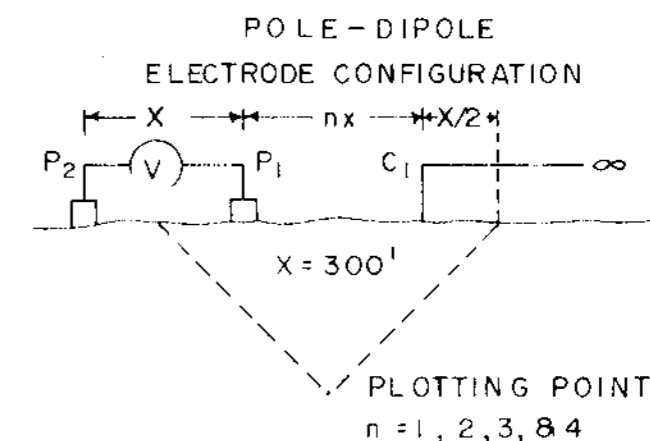 POLE-DIPOLE
ELECTRODE CONFIGURATION
X nx X/2
P2 V P1 C1 ∞
X = 300'
PLOTTING POINT
n = 1, 2, 3, & 4